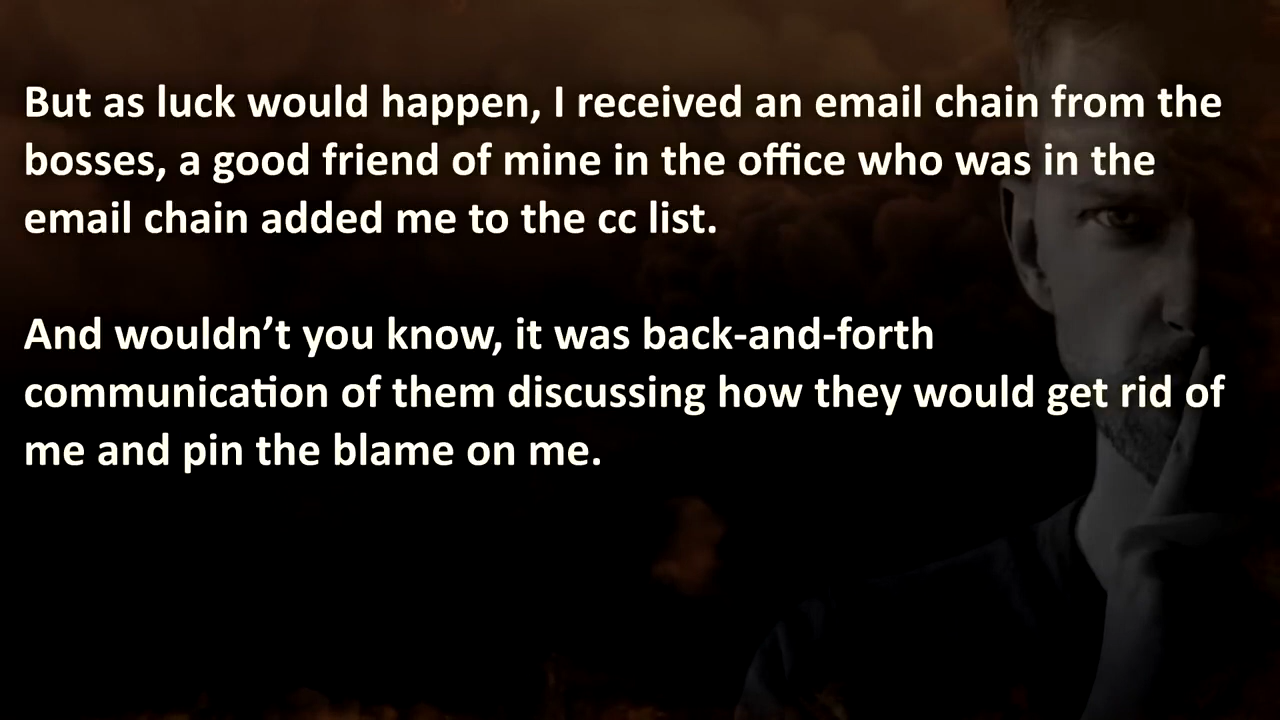 But as luck would happen, I received an email chain from the
bosses, a good friend of mine in the office who was in the
email chain added me to the cc list.
And wouldn’t you know, it was back-and-forth
communication of them discussing how they would get rid of
me and pin the blame on me.